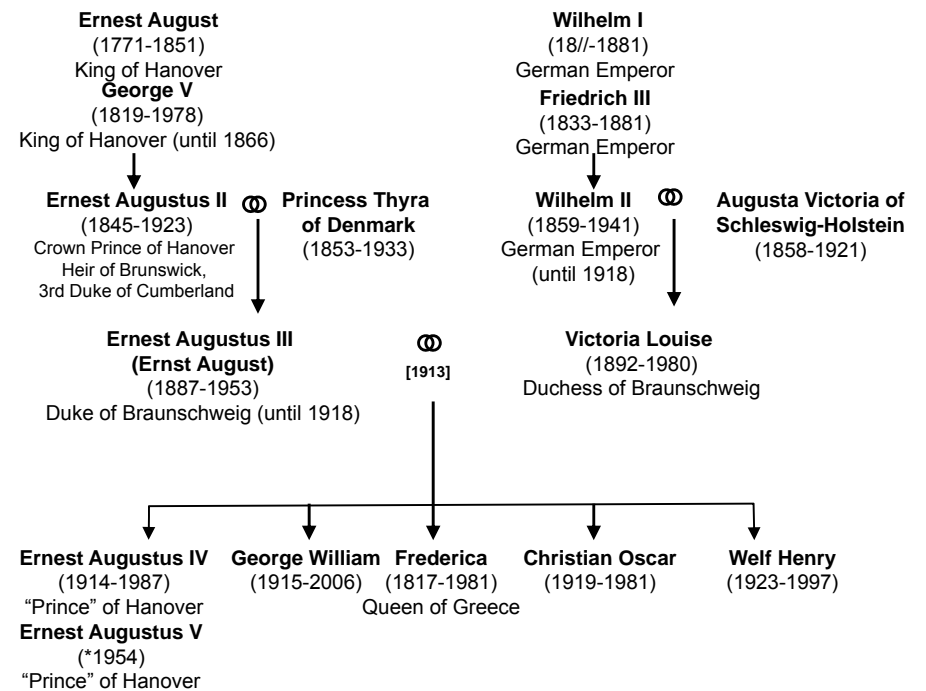 Ernest August
(1771-1851)
King of Hanover
George V
(1819-1978)
King of Hanover (until 1866)
Wilhelm I
(18//-1881)
German Emperor
Friedrich III
(1833-1881)
German Emperor
Ernest Augustus II
(1845-1923)
Crown Prince of Hanover
Heir of Brunswick,
3rd Duke of Cumberland
Princess Thyra
of Denmark
(1853-1933)
Wilhelm II
(1859-1941)
German Emperor
(until 1918)
Augusta Victoria of
Schleswig-Holstein
(1858-1921)
Ernest Augustus III
(Ernst August)
(1887-1953)
Duke of Braunschweig (until 1918)
[1913]
Victoria Louise
(1892-1980)
Duchess of Braunschweig
Ernest Augustus IV
(1914-1987)
“Prince” of Hanover
Ernest Augustus V
(*1954)
“Prince” of Hanover
George William
(1915-2006)
Frederica
(1817-1981)
Queen of Greece
Christian Oscar
(1919-1981)
Welf Henry
(1923-1997)